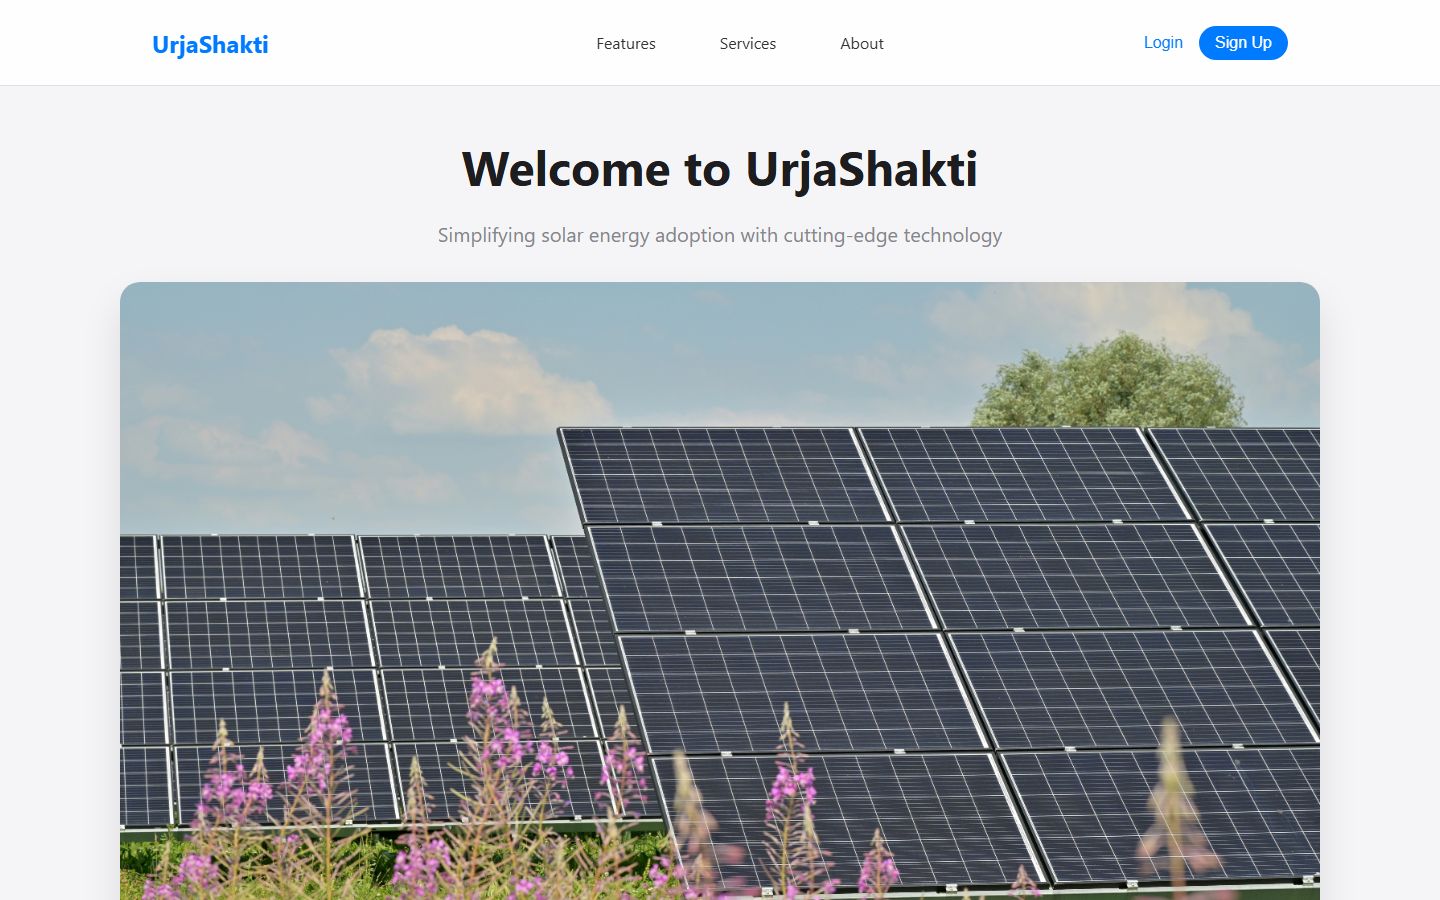 UrjaShakti
Features
Services
About
Login
Sign Up
Welcome to UrjaShakti
Simplifying solar energy adoption with cutting-edge technology